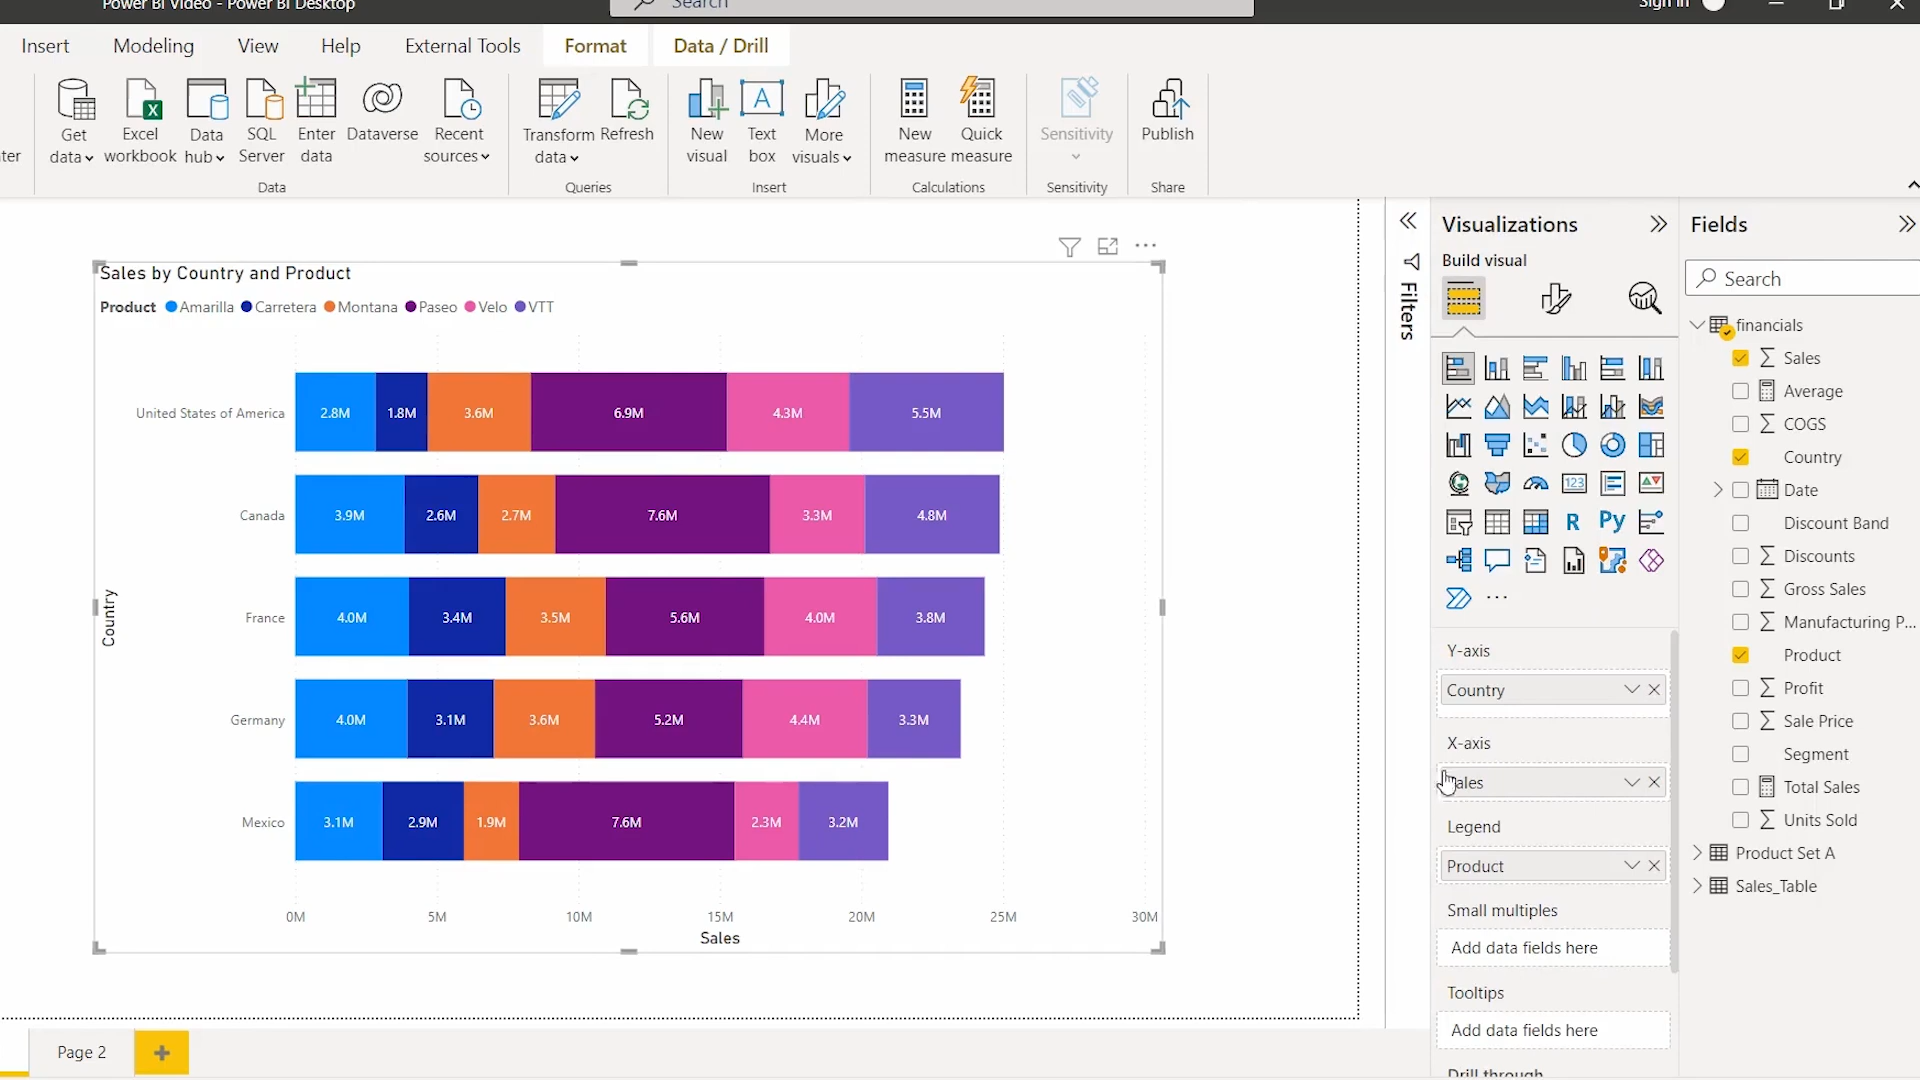 Power BI Video - Power BI Desktop
Search
Sign in
Insert
Modeling
View
Help
External Tools
Format
Data / Drill
Get data
Excel workbook
Data hub
SQL Server
Enter data
Dataverse
Recent sources
Transform data
Refresh
New visual
Text box
More visuals
New measure
Quick measure
Sensitivity
Publish
Data
Queries
Insert
Calculations
Sensitivity
Share
Sales by Country and Product
Product Amarilla Carretera Montana Paseo Velo VTT
Country
United States of America 2.8M 1.8M 3.6M 6.9M 4.3M 5.5M
Canada 3.9M 2.6M 2.7M 7.6M 3.3M 4.8M
France 4.0M 3.4M 3.5M 5.6M 4.0M 3.8M
Germany 4.0M 3.1M 3.6M 5.2M 4.4M 3.3M
Mexico 3.1M 2.9M 1.9M 7.6M 2.3M 3.2M
0M 5M 10M 15M 20M 25M 30M
Sales
Page 2
Filters
Visualizations
Build visual
123
R
Py
Y-axis
Country
X-axis
Sales
Legend
Product
Small multiples
Add data fields here
Tooltips
Add data fields here
Drill through
Fields
Search
financials
Sales
Average
COGS
Country
Date
Discount Band
Discounts
Gross Sales
Manufacturing P...
Product
Profit
Sale Price
Segment
Total Sales
Units Sold
Product Set A
Sales_Table